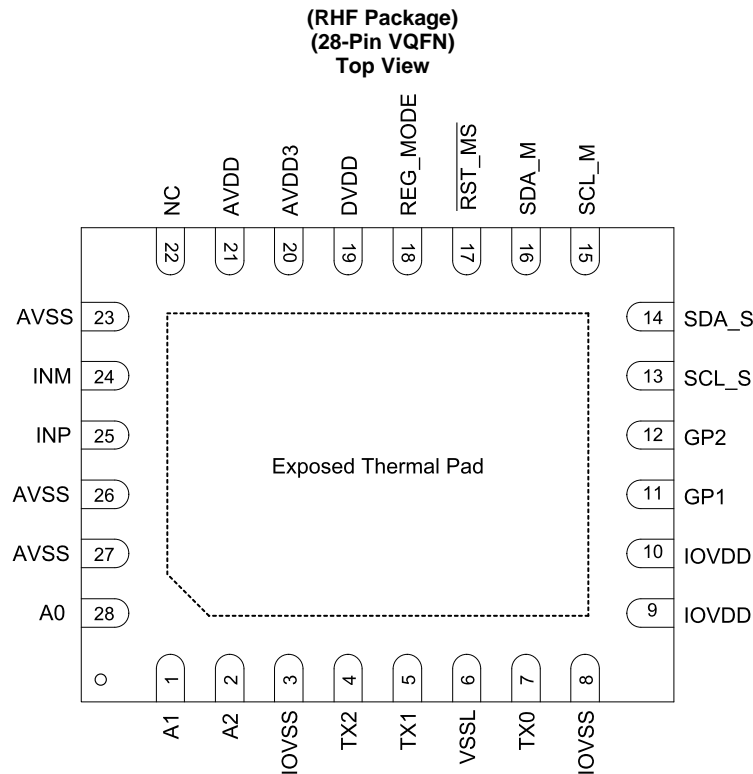 (RHF Package)
(28-Pin VQFN)
Top View
NC
AVDD
AVDD3
DVDD
REG_MODE
RST_MS
SDA_M
SCL_M
22
21
20
19
18
17
16
15
AVSS 23
14 SDA_S
INM 24
13 SCL_S
INP 25
12 GP2
Exposed Thermal Pad
AVSS 26
11 GP1
AVSS 27
10 IOVDD
A0 28
9 IOVDD
1
2
3
4
5
6
7
8
A1
A2
IOVSS
TX2
TX1
VSSL
TX0
IOVSS